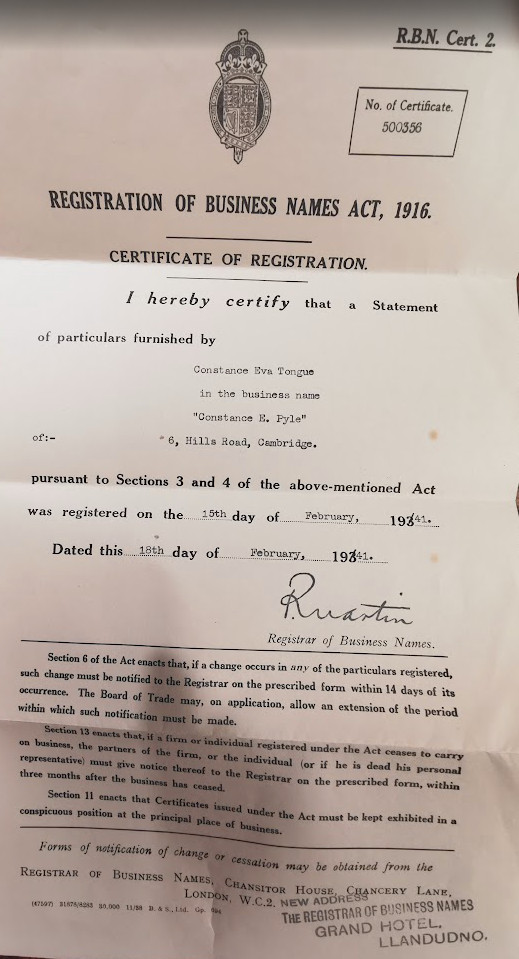 R.B.N. Cert. 2.
No. of Certificate.
500356
REGISTRATION OF BUSINESS NAMES ACT, 1916.
CERTIFICATE OF REGISTRATION.
I hereby certify that a Statement
of particulars furnished by
Constance Eva Tongue
in the business name
"Constance E. Pyle"
of:- 6, Hills Road, Cambridge.
pursuant to Sections 3 and 4 of the above-mentioned Act
was registered on the 15th day of February, 1941.
Dated this 18th day of February, 1941.
R. Martin
Registrar of Business Names.
Section 6 of the Act enacts that, if a change occurs in any of the particulars registered,
such change must be notified to the Registrar on the prescribed form within 14 days of its
occurrence. The Board of Trade may, on application, allow an extension of the period
within which such notification must be made.
Section 13 enacts that, if a firm or individual registered under the Act ceases to carry
on business, the partners of the firm, or the individual (or if he is dead his personal
representative) must give notice thereof to the Registrar on the prescribed form, within
three months after the business has ceased.
Section 11 enacts that Certificates issued under the Act must be kept exhibited in a
conspicuous position at the principal place of business.
Forms of notification of change or cessation may be obtained from the
REGISTRAR OF BUSINESS NAMES, CHANSITOR HOUSE, CHANCERY LANE,
LONDON, W.C.2.
NEW ADDRESS
THE REGISTRAR OF BUSINESS NAMES
GRAND HOTEL,
LLANDUDNO.
D. & S., Ltd. Gp.